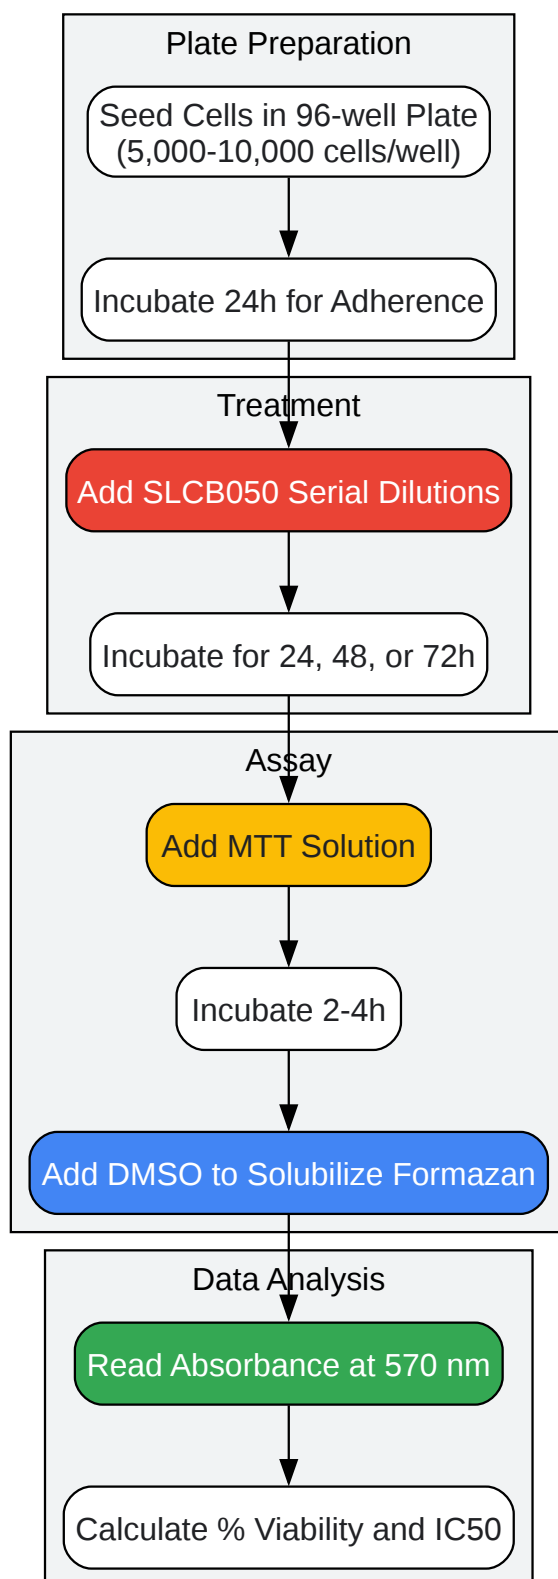 Plate Preparation
Seed Cells in 96-well Plate
(5,000-10,000 cells/well)
Incubate 24h for Adherence
Treatment
Add SLCB050 Serial Dilutions
Incubate for 24, 48, or 72h
Assay
Add MTT Solution
Incubate 2-4h
Add DMSO to Solubilize Formazan
Data Analysis
Read Absorbance at 570 nm
Calculate % Viability and IC50